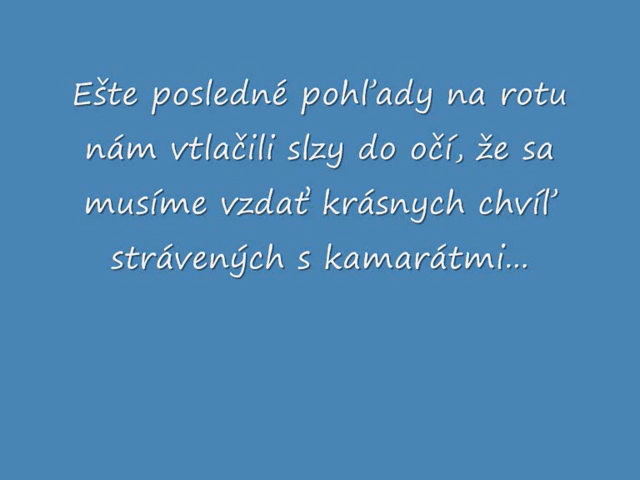 Ešte posledné pohľady na rotu
nám vtlačili slzy do očí, že sa
musíme vzdať krásnych chvíľ
strávených s kamarátmi...